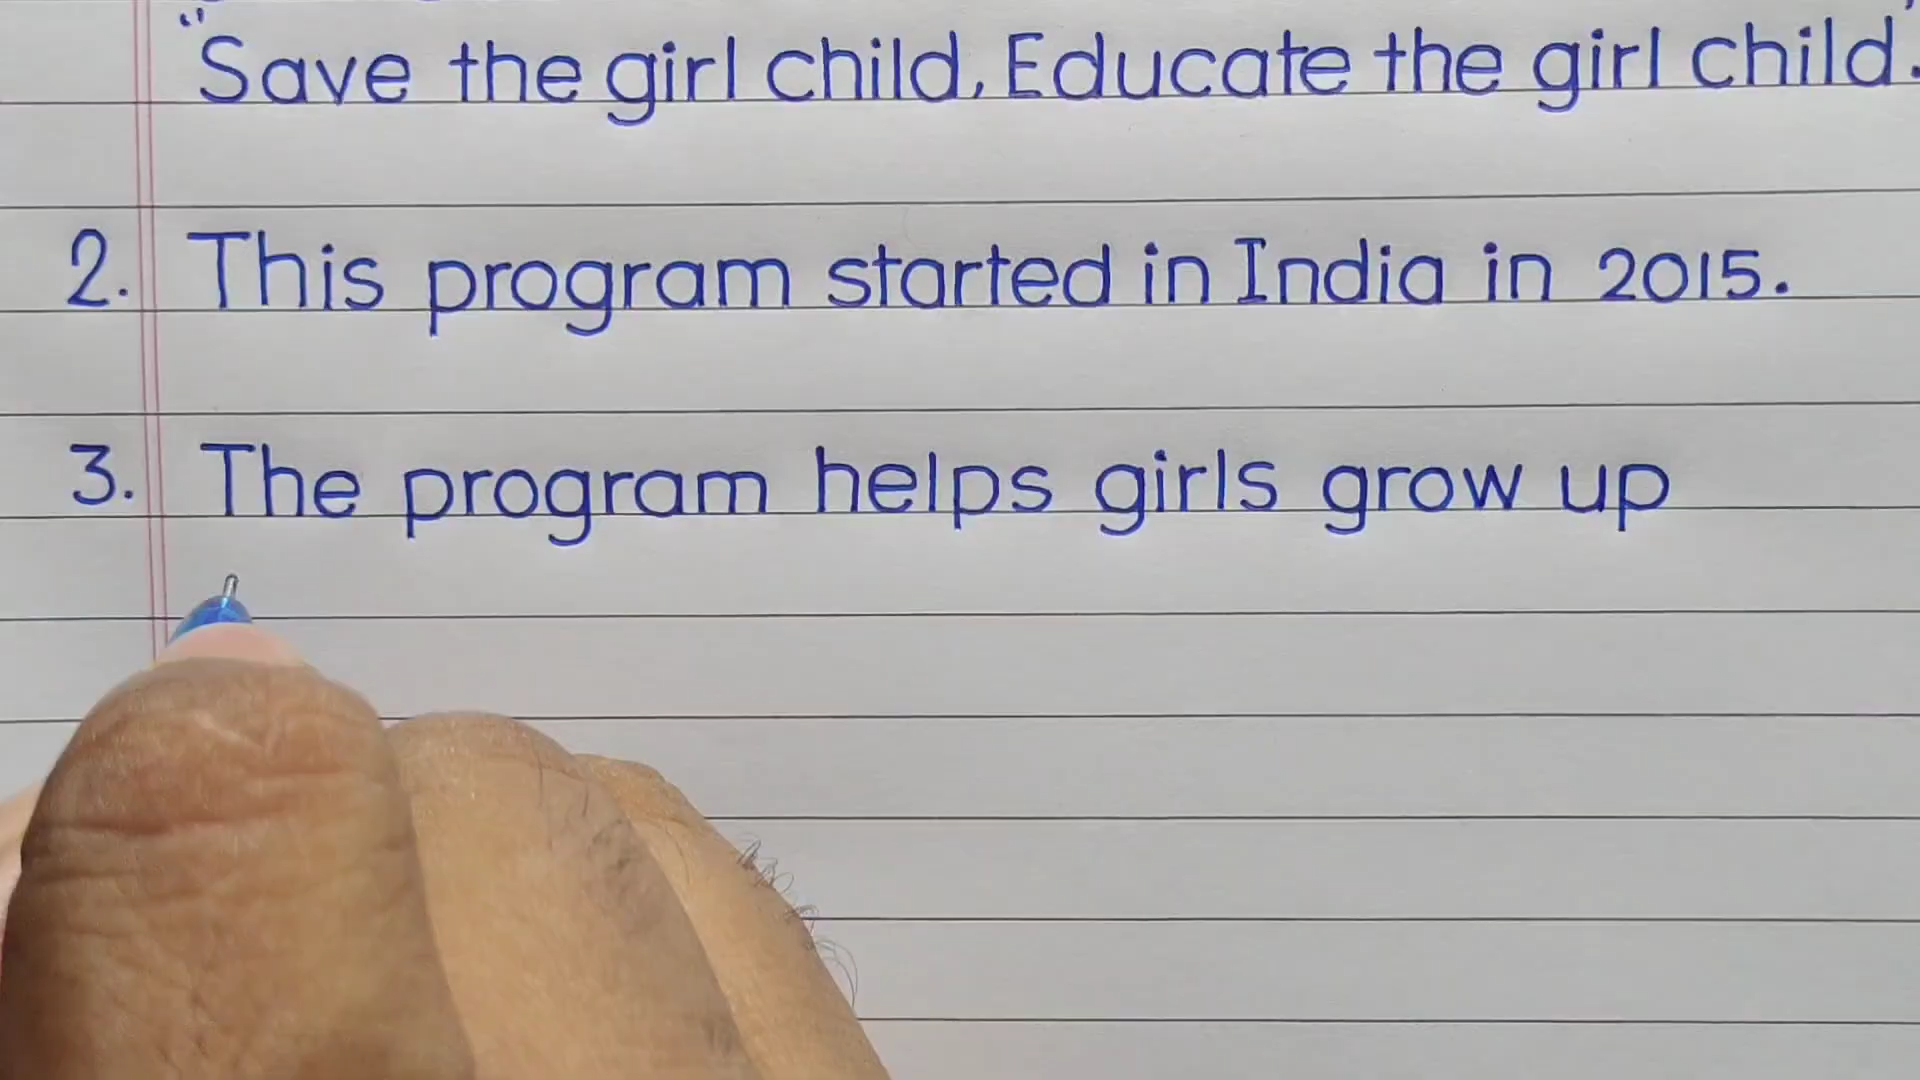 "Save the girl child, Educate the girl child."
2. This program started in India in 2015.
3. The program helps girls grow up